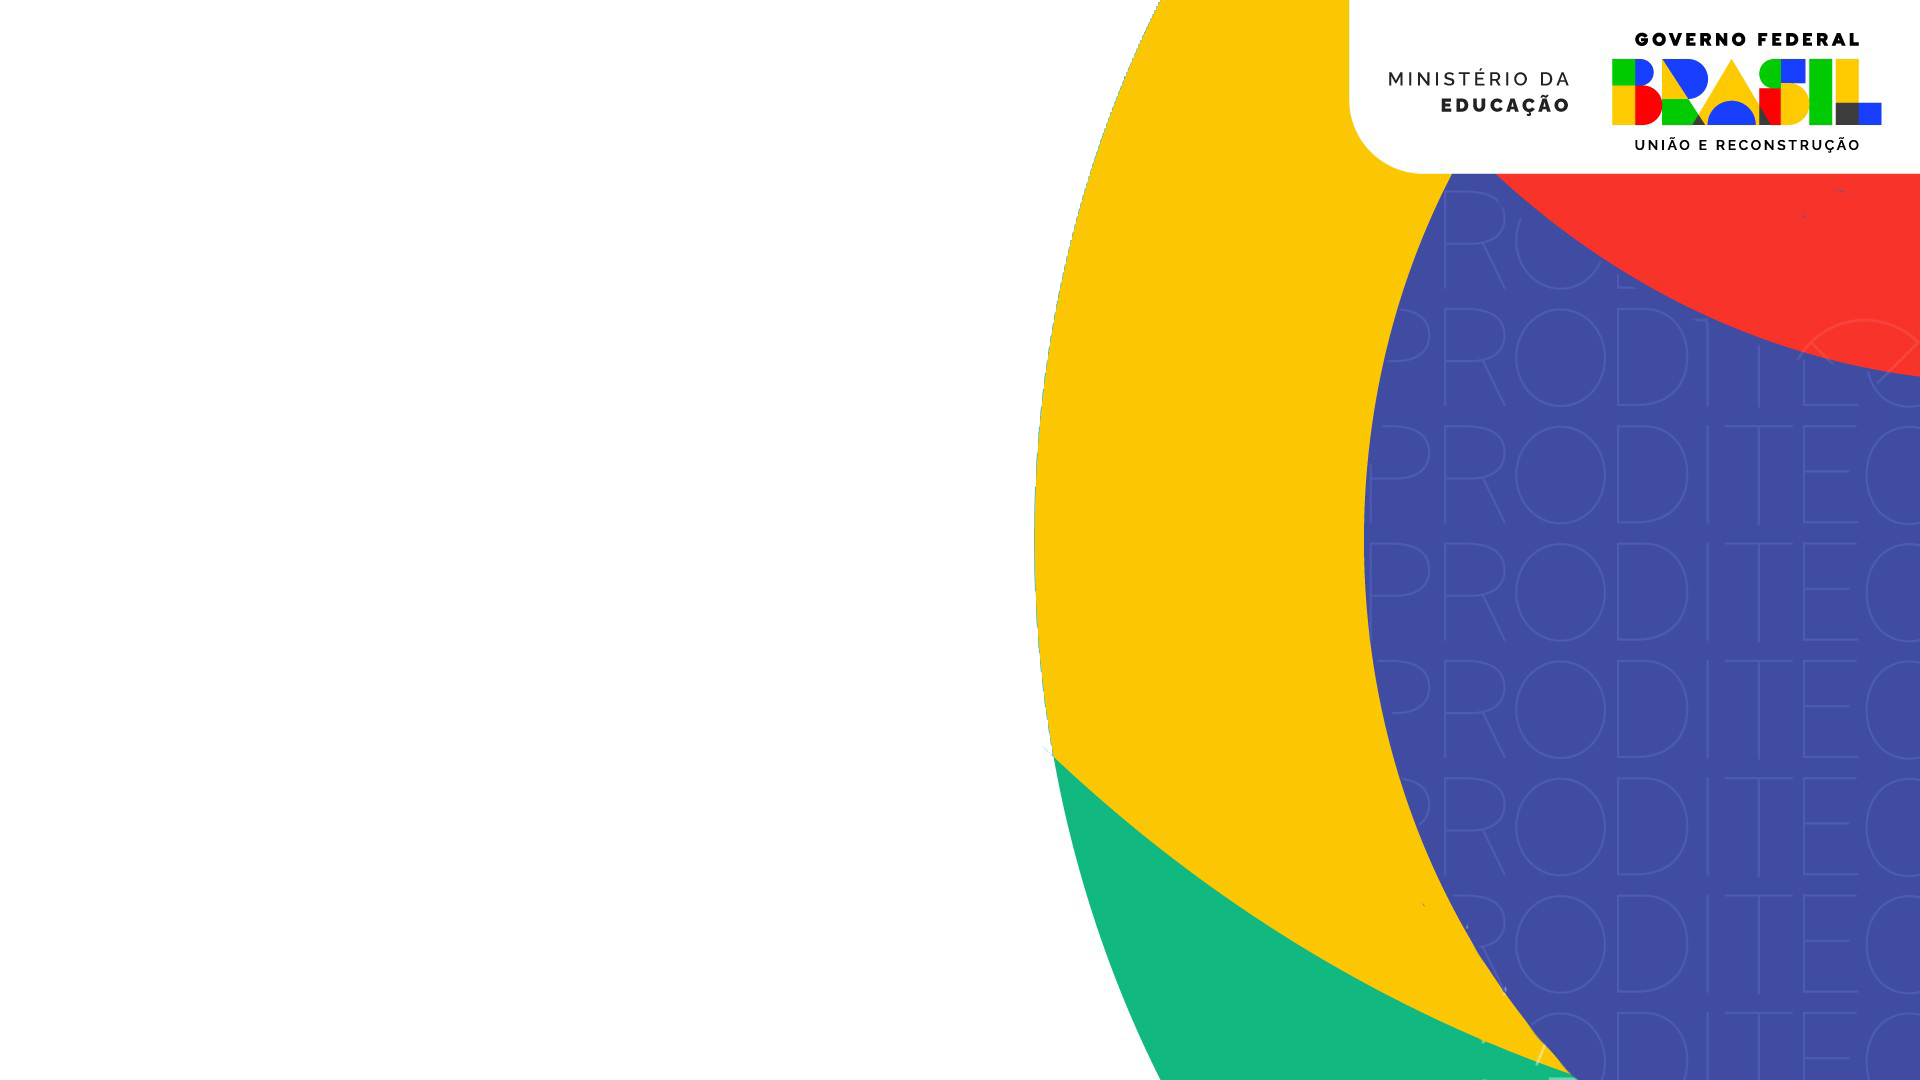 GOVERNO FEDERAL
MINISTÉRIO DA
EDUCAÇÃO
BRASIL
UNIÃO E RECONSTRUÇÃO
PRODITEC
PRODITEC
PRODITEC
PRODITEC
PRODITEC
PRODITEC